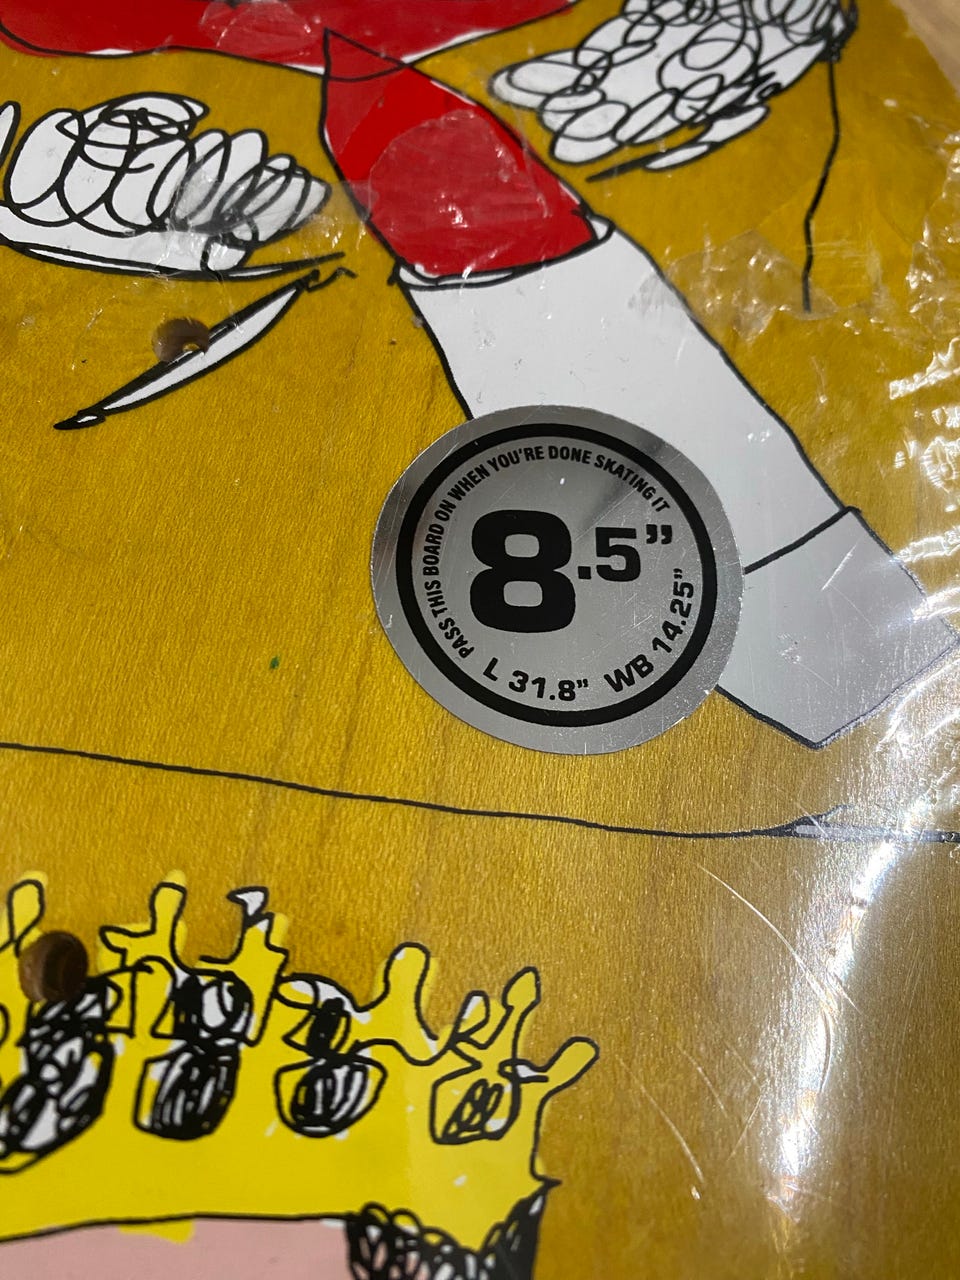 PASS THIS BOARD ON WHEN YOU'RE DONE SKATING IT
8.5"
L 31.8" WB 14.25"